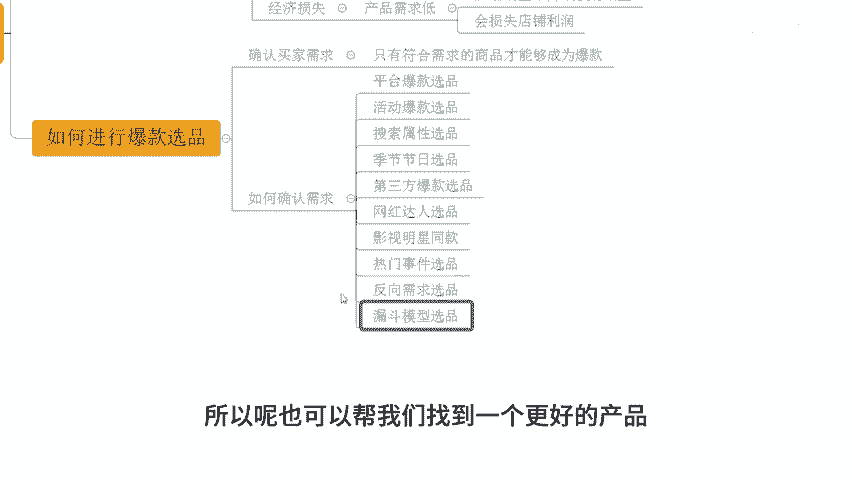 经济损失 产品需求低
会损失店铺利润
确认买家需求 只有符合需求的商品才能够成为爆款
平台爆款选品
活动爆款选品
如何进行爆款选品
搜索属性选品
季节节日选品
第三方爆款选品
如何确认需求
网红达人选品
影视明星同款
热门事件选品
反向需求选品
漏斗模型选品
所以呢也可以帮我们找到一个更好的产品